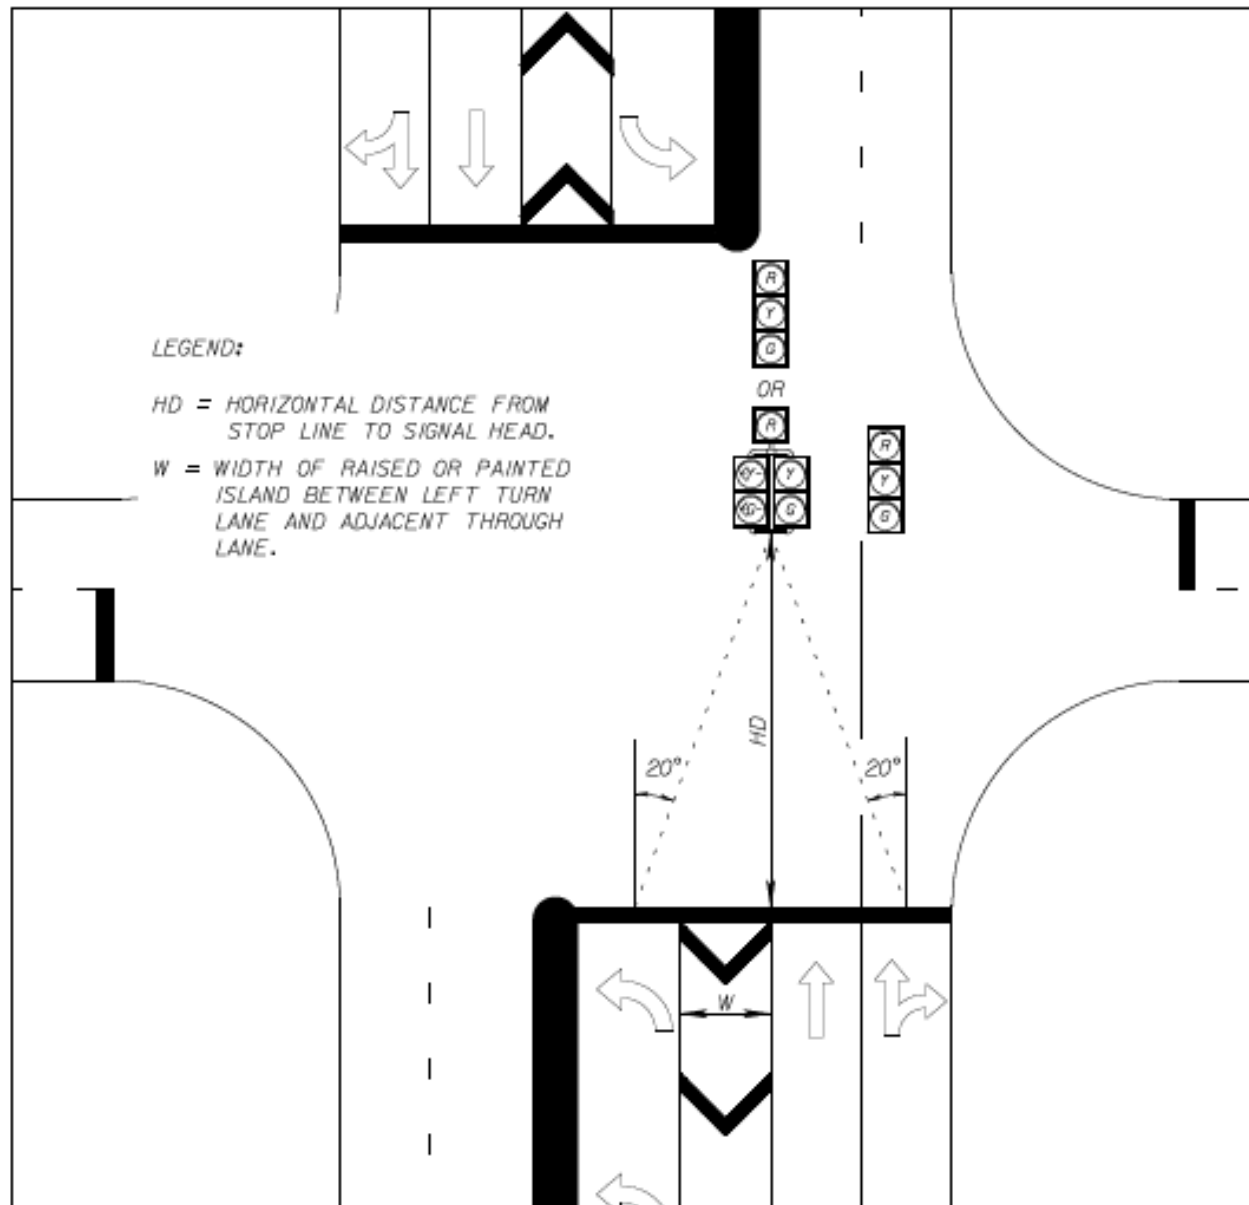 R
Y
G
OR
R
Y
G
R
Y
G
LEGEND:
HD = HORIZONTAL DISTANCE FROM
STOP LINE TO SIGNAL HEAD.
W = WIDTH OF RAISED OR PAINTED
ISLAND BETWEEN LEFT TURN
LANE AND ADJACENT THROUGH
LANE.
HD
20°
20°
W